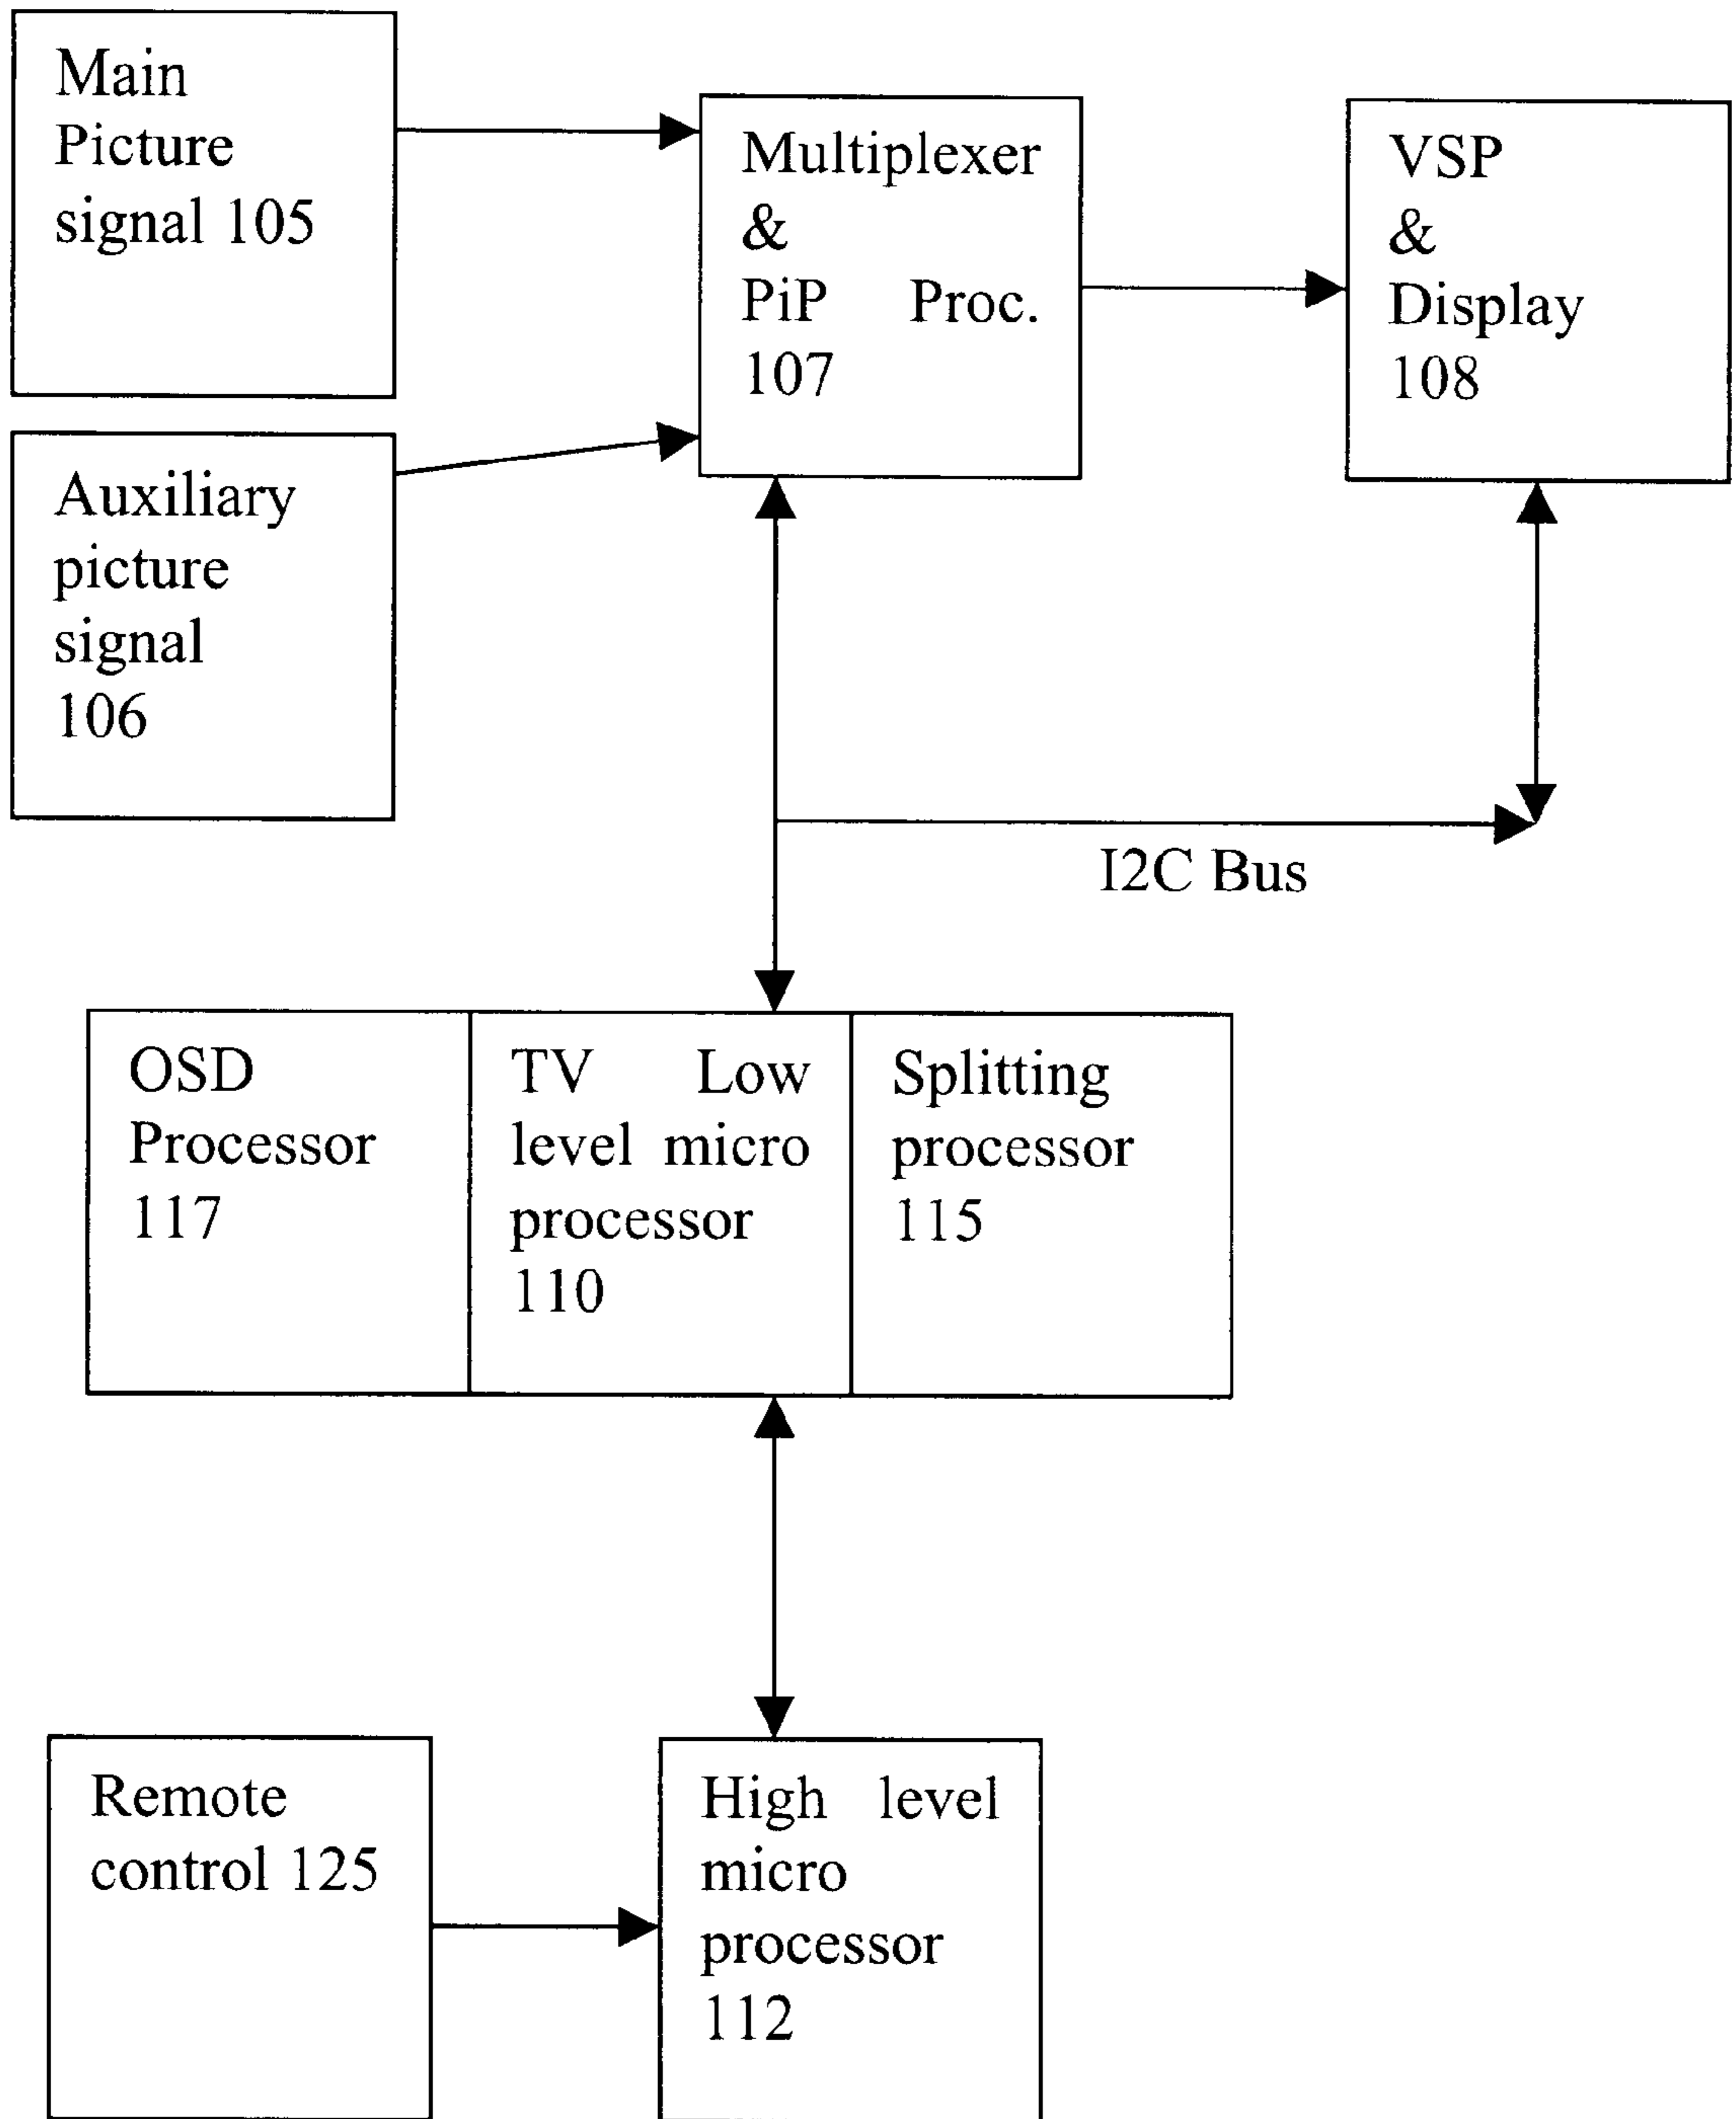 Main
Picture
signal 105
Multiplexer
&
PiP Proc.
107
VSP
&
Display
108
Auxiliary
picture
signal
106
I2C Bus
OSD
Processor
117
TV Low
level micro
processor
110
Splitting
processor
115
Remote
control 125
High level
micro
processor
112